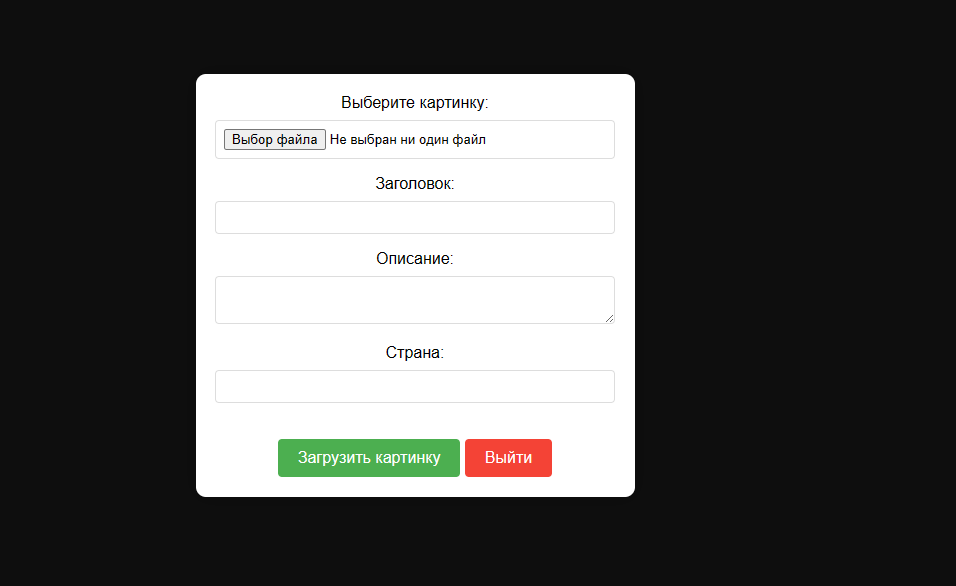 Выберите картинку:
Выбор файла Не выбран ни один файл
Заголовок:
Описание:
Страна:
Загрузить картинку Выйти